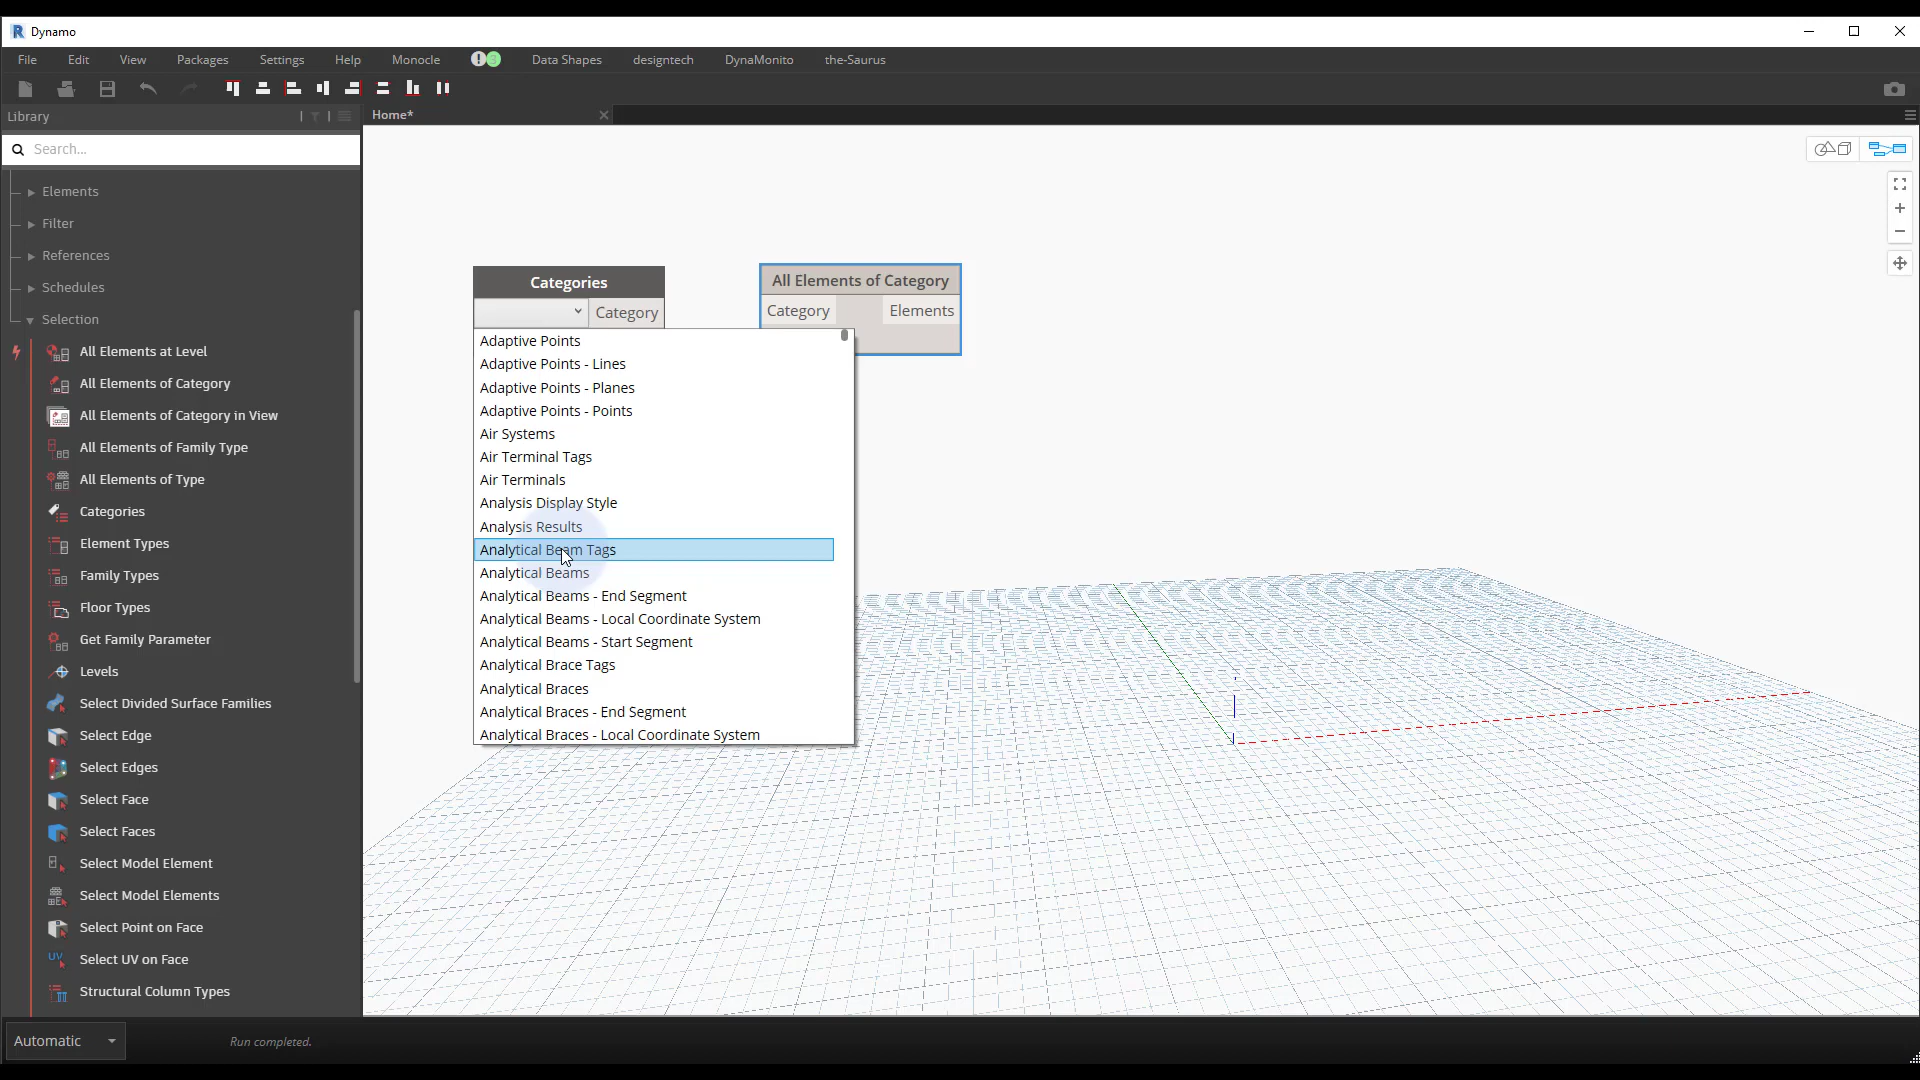 Dynamo
File Edit View Packages Settings Help Monocle ! 3 Data Shapes designtech DynaMonito the-Saurus
Library
Home*
Search...
Elements
Filter
References
Schedules
Selection
All Elements at Level
All Elements of Category
All Elements of Category in View
All Elements of Family Type
All Elements of Type
Categories
Element Types
Family Types
Floor Types
Get Family Parameter
Levels
Select Divided Surface Families
Select Edge
Select Edges
Select Face
Select Faces
Select Model Element
Select Model Elements
Select Point on Face
UV Select UV on Face
Structural Column Types
Categories
Category
Adaptive Points
Adaptive Points - Lines
Adaptive Points - Planes
Adaptive Points - Points
Air Systems
Air Terminal Tags
Air Terminals
Analysis Display Style
Analysis Results
Analytical Beam Tags
Analytical Beams
Analytical Beams - End Segment
Analytical Beams - Local Coordinate System
Analytical Beams - Start Segment
Analytical Brace Tags
Analytical Braces
Analytical Braces - End Segment
Analytical Braces - Local Coordinate System
All Elements of Category
Category Elements
Automatic
Run completed.